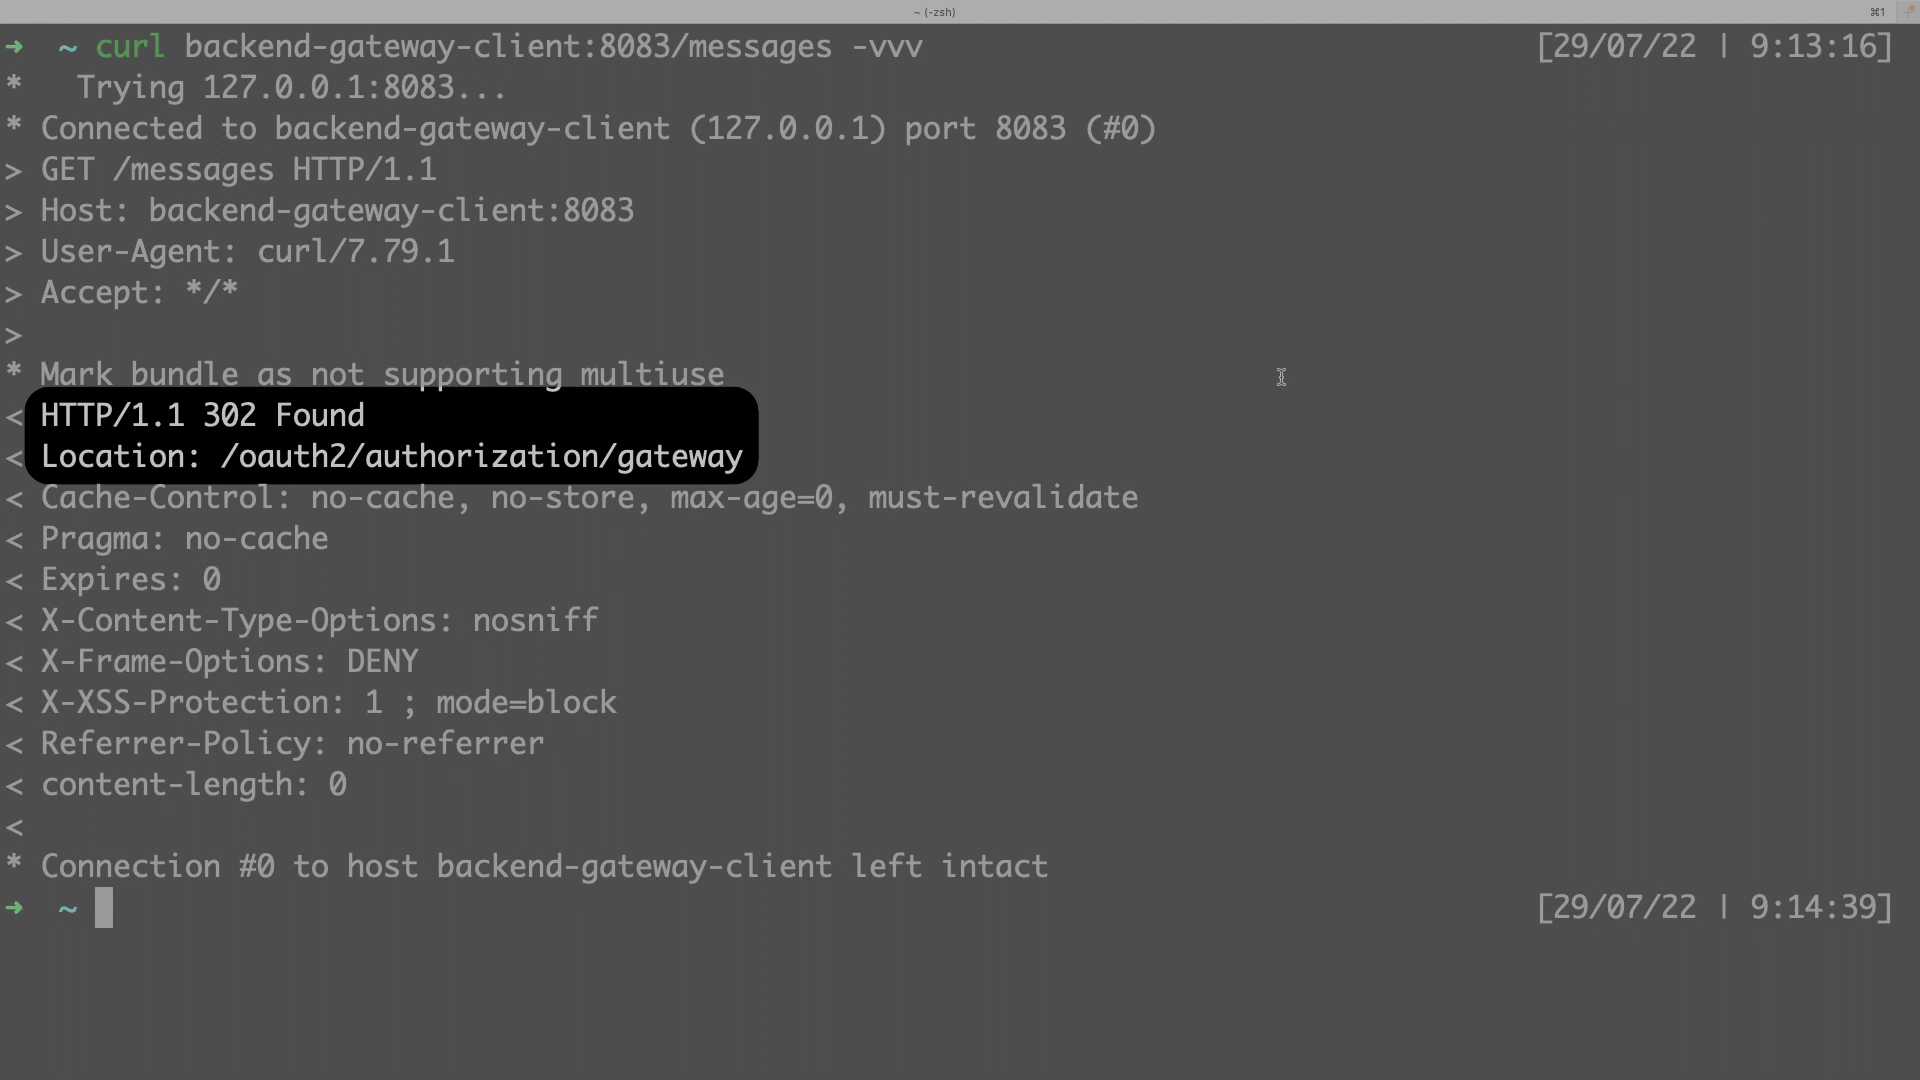 ~ (-zsh)
⌘1
➜ ~ curl backend-gateway-client:8083/messages -vvv [29/07/22 | 9:13:16]
*   Trying 127.0.0.1:8083...
* Connected to backend-gateway-client (127.0.0.1) port 8083 (#0)
> GET /messages HTTP/1.1
> Host: backend-gateway-client:8083
> User-Agent: curl/7.79.1
> Accept: */*
>
* Mark bundle as not supporting multiuse
< HTTP/1.1 302 Found
< Location: /oauth2/authorization/gateway
< Cache-Control: no-cache, no-store, max-age=0, must-revalidate
< Pragma: no-cache
< Expires: 0
< X-Content-Type-Options: nosniff
< X-Frame-Options: DENY
< X-XSS-Protection: 1 ; mode=block
< Referrer-Policy: no-referrer
< content-length: 0
<
* Connection #0 to host backend-gateway-client left intact
➜ ~ [29/07/22 | 9:14:39]